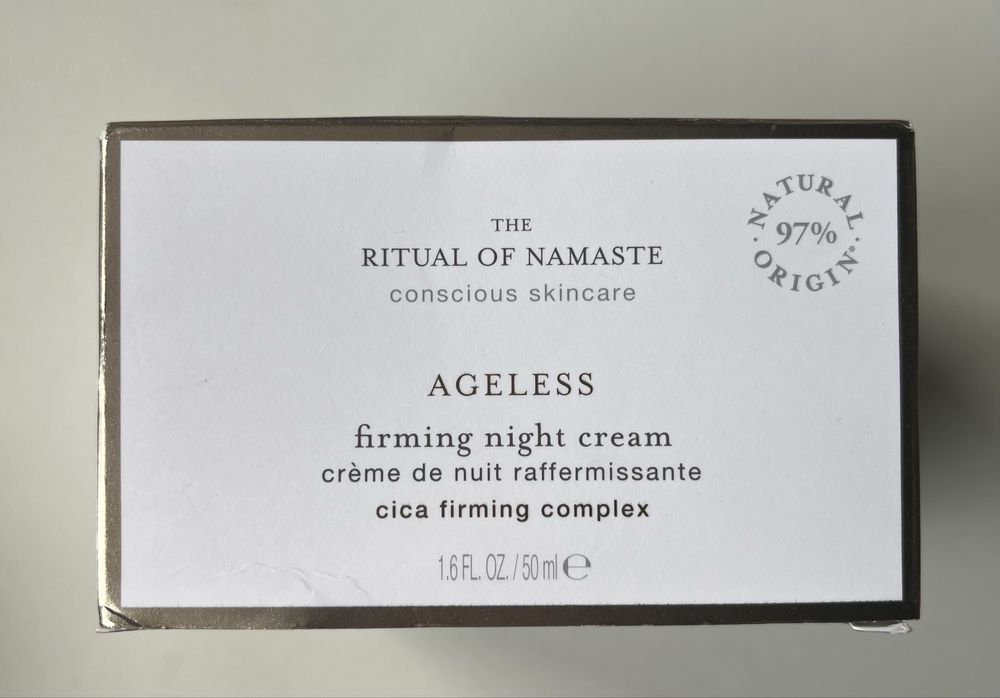 THE
RITUAL OF NAMASTE
conscious skincare
NATURAL
97%
ORIGIN*
AGELESS
firming night cream
crème de nuit raffermissante
cica firming complex
1.6 FL. OZ. / 50 ml ℮